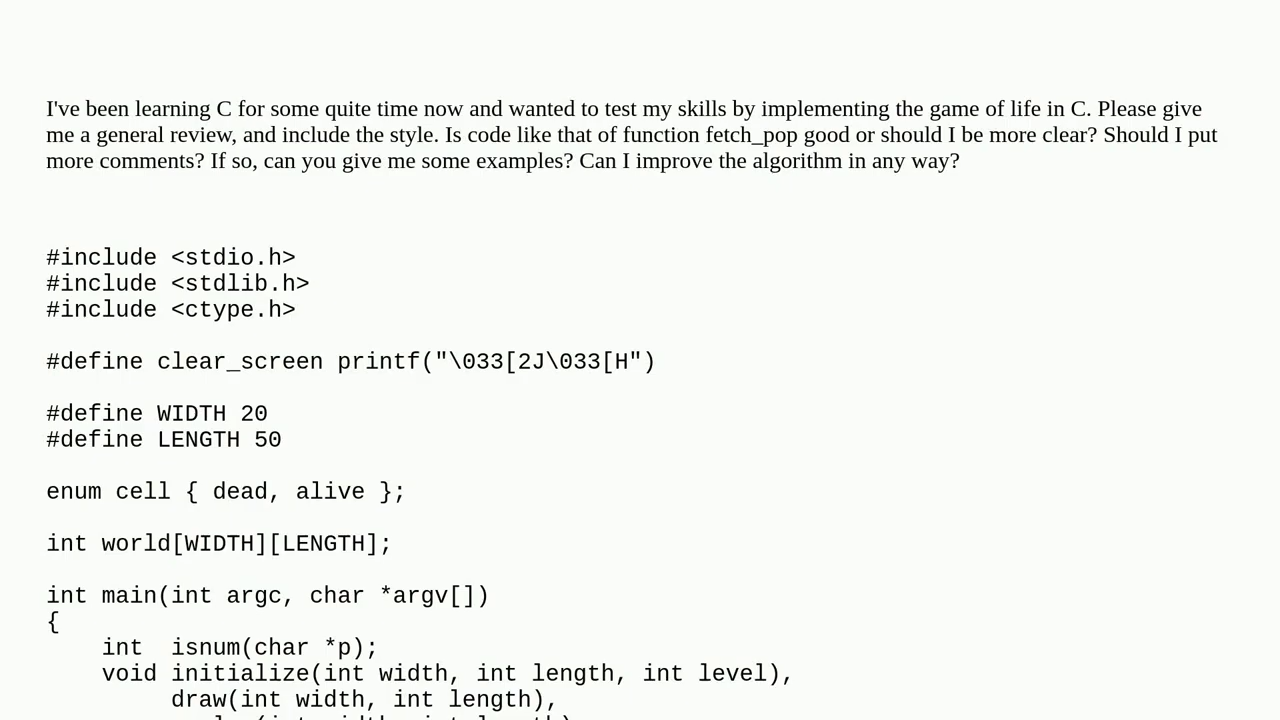 I've been learning C for some quite time now and wanted to test my skills by implementing the game of life in C. Please give
me a general review, and include the style. Is code like that of function fetch_pop good or should I be more clear? Should I put
more comments? If so, can you give me some examples? Can I improve the algorithm in any way?
#include <stdio.h>
#include <stdlib.h>
#include <ctype.h>
#define clear_screen printf("\033[2J\033[H")
#define WIDTH 20
#define LENGTH 50
enum cell { dead, alive };
int world[WIDTH][LENGTH];
int main(int argc, char *argv[])
{
    int  isnum(char *p);
    void initialize(int width, int length, int level),
         draw(int width, int length),